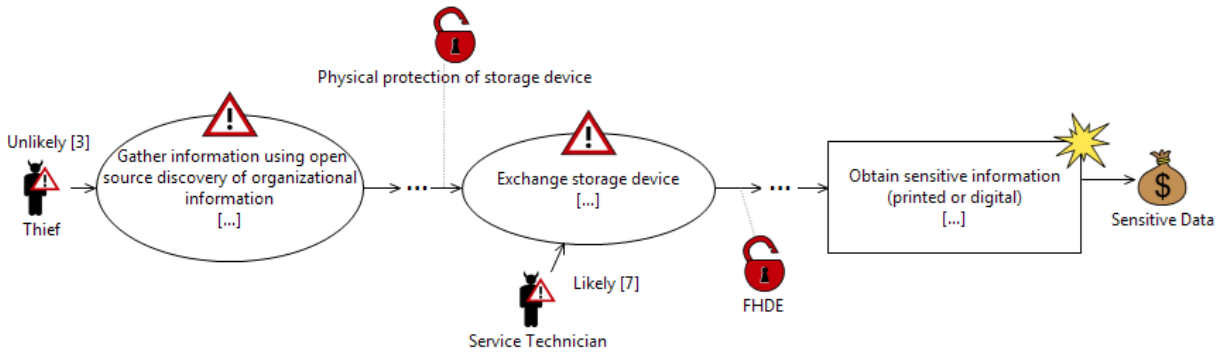 Physical protection of storage device
Unlikely [3]
Thief
Gather information using open
source discovery of organizational
information
[...]
...
Exchange storage device
[...]
Likely [7]
Service Technician
...
FHDE
Obtain sensitive information
(printed or digital)
[...]
$
Sensitive Data